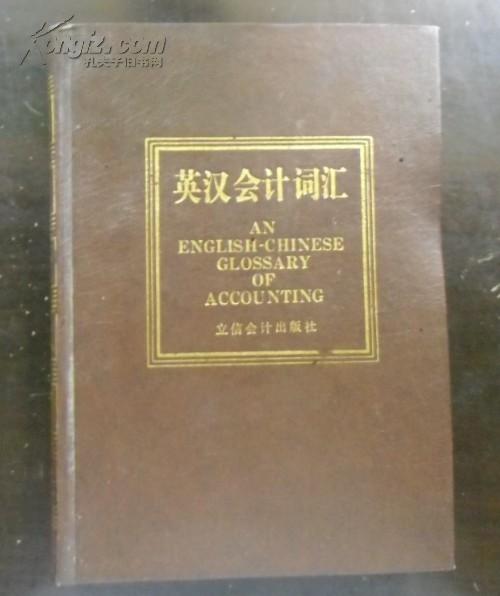 Kongfz.com
孔夫子旧书网
英汉会计词汇
AN
ENGLISH-CHINESE
GLOSSARY
OF
ACCOUNTING
立信会计出版社